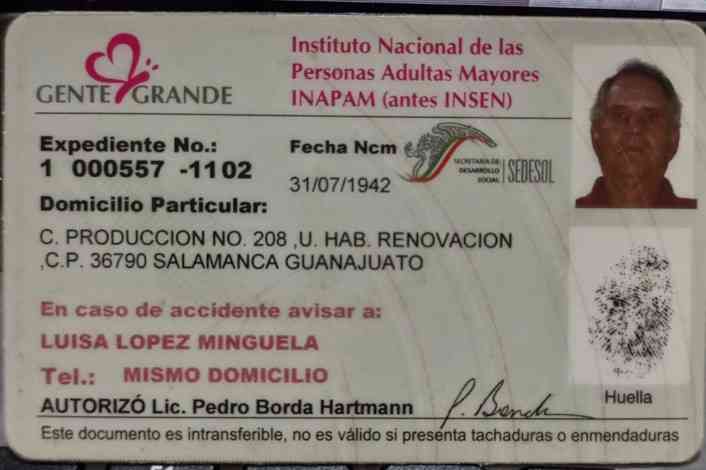 GENTE GRANDE
Instituto Nacional de las
Personas Adultas Mayores
INAPAM (antes INSEN)
Expediente No.:
1 000557 -1102
Fecha Ncm
31/07/1942
SECRETARÍA DE
DESARROLLO
SOCIAL
SEDESOL
Domicilio Particular:
C. PRODUCCION NO. 208 ,U. HAB. RENOVACION
,C.P. 36790 SALAMANCA GUANAJUATO
En caso de accidente avisar a:
LUISA LOPEZ MINGUELA
Tel.: MISMO DOMICILIO
AUTORIZÓ Lic. Pedro Borda Hartmann
Huella
Este documento es intransferible, no es válido si presenta tachaduras o enmendaduras